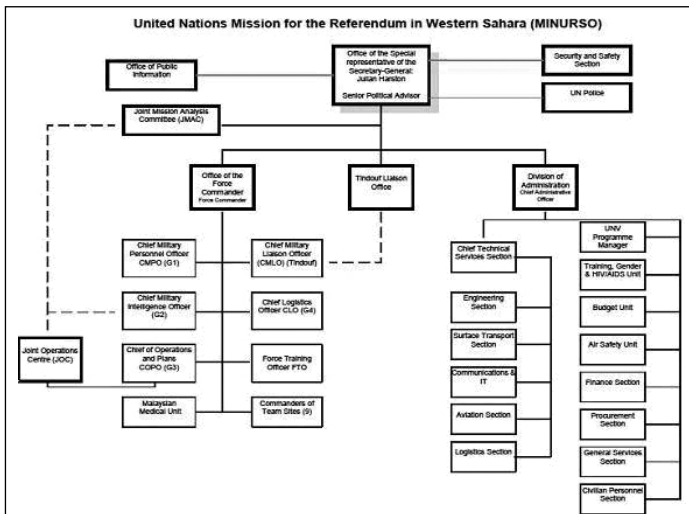 United Nations Mission for the Referendum in Western Sahara (MINURSO)
Office of Public
Information
Office of the Special
representative of the
Secretary-General:
Julian Harston
Senior Political Advisor
Security and Safety
Section
UN Police
Joint Mission Analysis
Committee (JMAC)
Office of the
Force
Commander
Force Commander
Tindouf Liaison
Office
Division of
Administration
Chief Administrative
Officer
Chief Military
Personnel Officer
CMPO (G1)
Chief Military
Liaison Officer
(CMLO) (Tindouf)
Chief Military
Intelligence Officer
(G2)
Chief Logistics
Officer CLO (G4)
Joint Operations
Centre (JOC)
Chief of Operations
and Plans
COPO (G3)
Force Training
Officer FTO
Malaysian
Medical Unit
Commanders of
Team Sites (9)
Chief Technical
Services Section
Engineering
Section
Surface Transport
Section
Communications &
IT
Aviation Section
Logistics Section
UNV
Programme
Manager
Training, Gender
& HIV/AIDS Unit
Budget Unit
Air Safety Unit
Finance Section
Procurement
Section
General Services
Section
Civilian Personnel
Section